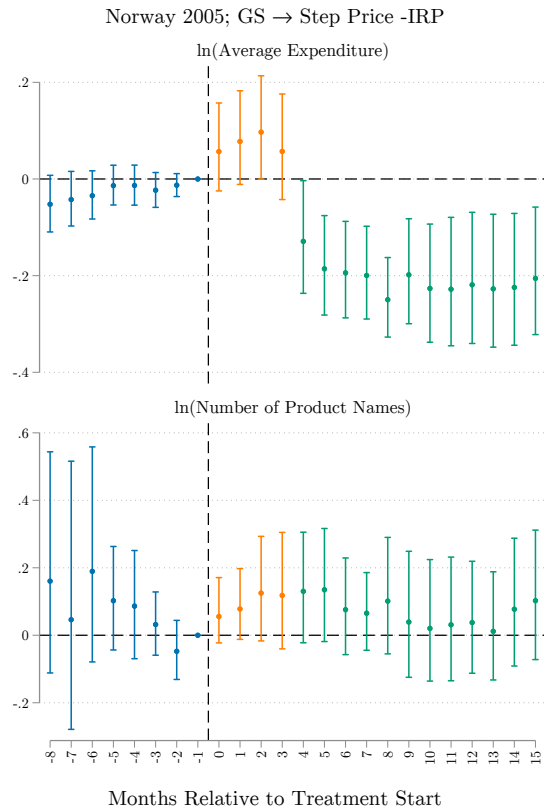 Norway 2005; GS → Step Price -IRP
ln(Average Expenditure)
.2
0
-.2
-.4
ln(Number of Product Names)
.6
.4
.2
0
-.2
-8 -7 -6 -5 -4 -3 -2 -1 0 1 2 3 4 5 6 7 8 9 10 11 12 13 14 15
Months Relative to Treatment Start